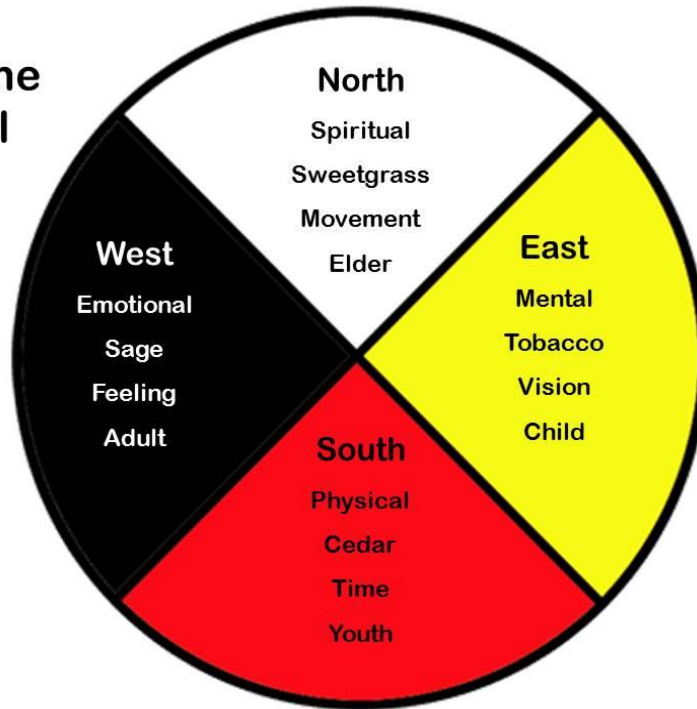 ne
l
North
Spiritual
Sweetgrass
Movement
Elder
West
Emotional
Sage
Feeling
Adult
East
Mental
Tobacco
Vision
Child
South
Physical
Cedar
Time
Youth